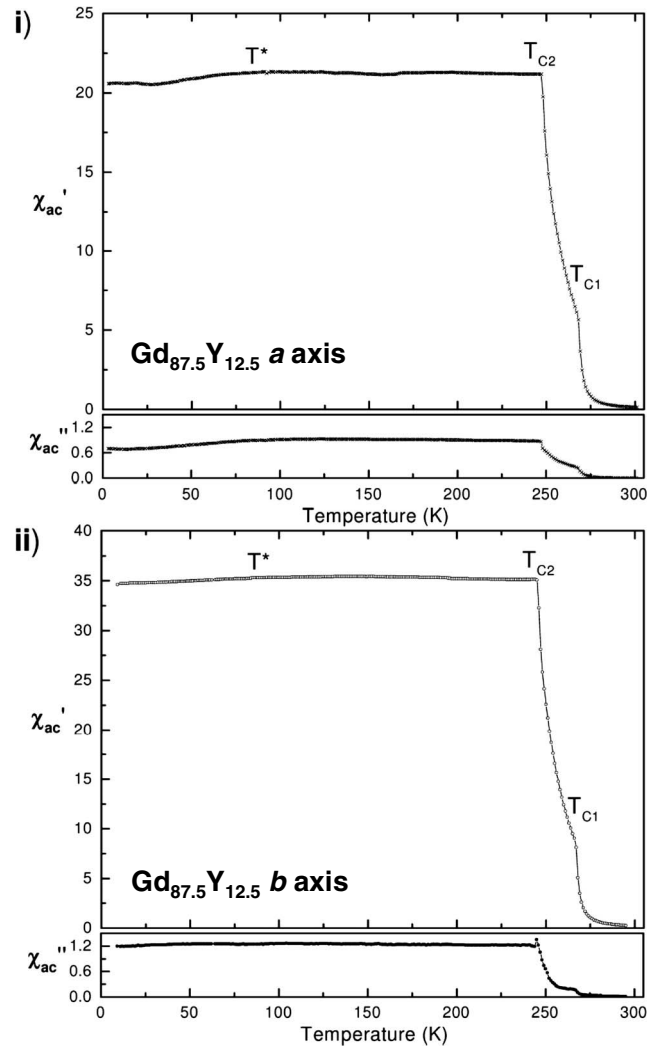 i)
25
20
15
10
5
0
χac'
T*
TC2
TC1
Gd87.5Y12.5 a axis
1.2
0.6
0.0
χac"
0 50 100 150 200 250 300
Temperature (K)
ii)
40
35
30
25
20
15
10
5
0
χac'
T*
TC2
TC1
Gd87.5Y12.5 b axis
1.2
0.6
0.0
χac"
0 50 100 150 200 250 300
Temperature (K)